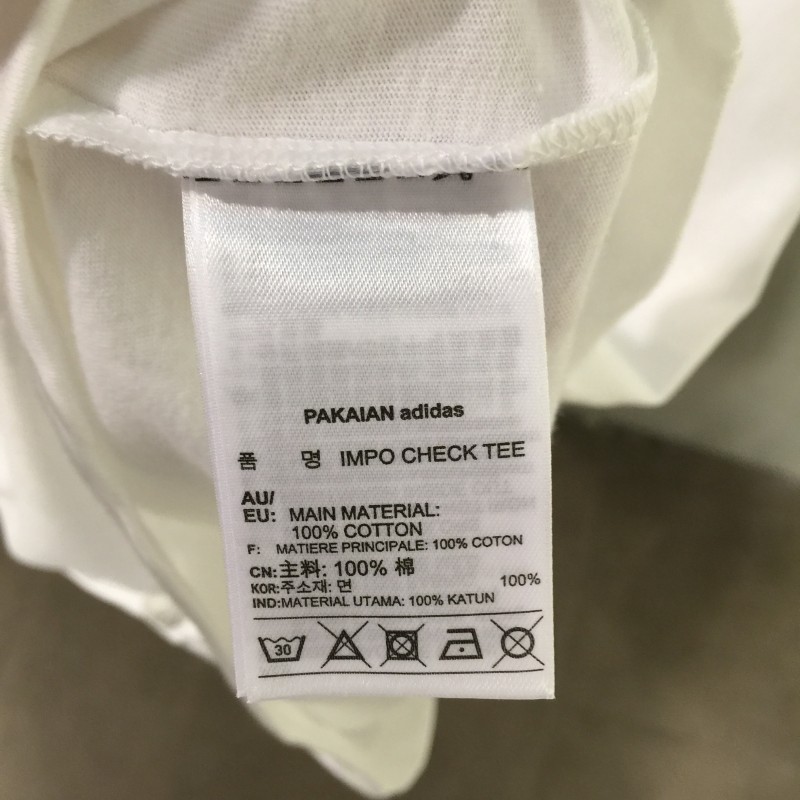 PAKAIAN adidas
품 명 IMPO CHECK TEE
AU/
EU: MAIN MATERIAL:
100% COTTON
F: MATIERE PRINCIPALE: 100% COTON
CN:主料: 100% 棉
KOR:주소재: 면 100%
IND:MATERIAL UTAMA: 100% KATUN
30